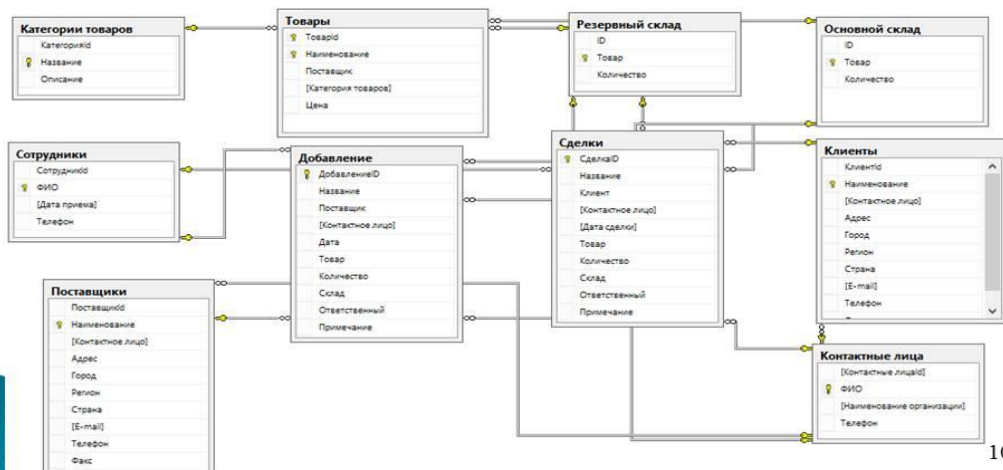 Категории товаров
КатегорияId
Название
Описание
Товары
ТоварId
Наименование
Поставщик
[Категория товаров]
Цена
Резервный склад
ID
Товар
Количество
Основной склад
ID
Товар
Количество
Сотрудники
СотрудникId
ФИО
[Дата приема]
Телефон
Добавление
ДобавлениеID
Название
Поставщик
[Контактное лицо]
Дата
Товар
Количество
Склад
Ответственный
Примечание
Сделки
СделкаID
Название
Клиент
[Контактное лицо]
[Дата сделки]
Товар
Количество
Склад
Ответственный
Примечание
Клиенты
КлиентId
Наименование
[Контактное лицо]
Адрес
Город
Регион
Страна
[E-mail]
Телефон
Поставщики
ПоставщикId
Наименование
[Контактное лицо]
Адрес
Город
Регион
Страна
[E-mail]
Телефон
Факс
Контактные лица
[Контактные лицаId]
ФИО
[Наименование организации]
Телефон